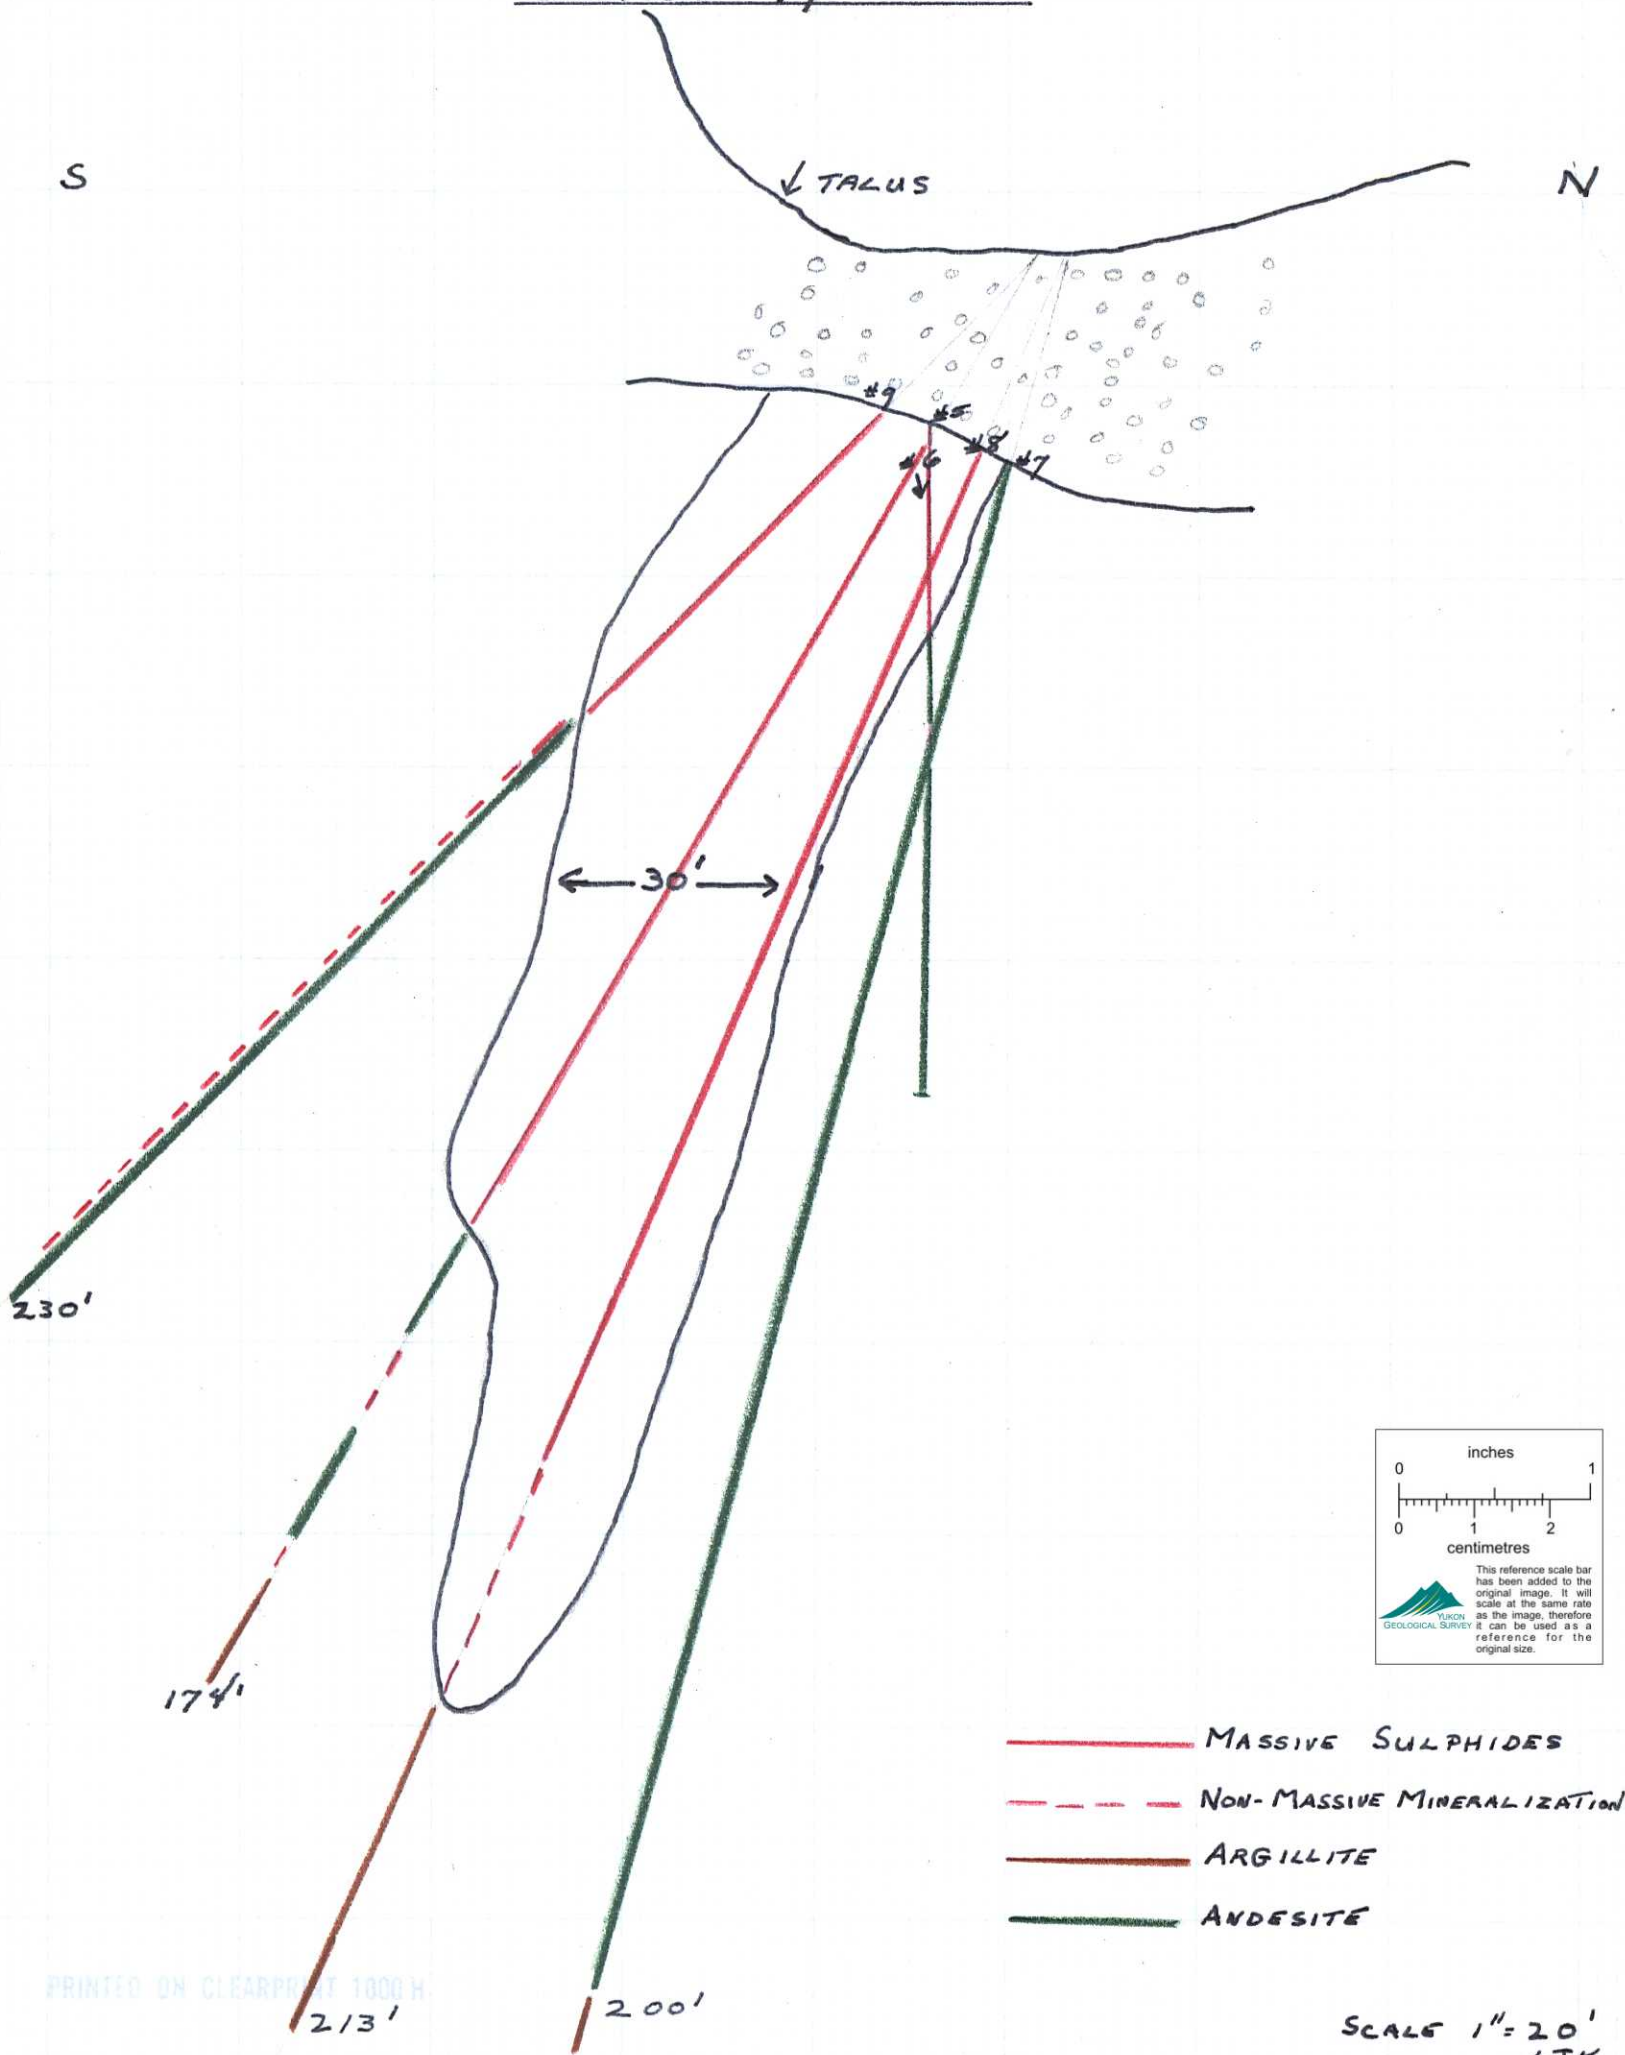 S
N
↓ TALUS
#9
#5
#8
#6
#7
30'
230'
174'
213'
200'
inches
0 1
0 1 2
centimetres
This reference scale bar
has been added to the
original image. It will
scale at the same rate
as the image, therefore
it can be used as a
reference for the
original size.
YUKON
GEOLOGICAL SURVEY
MASSIVE SULPHIDES
NON-MASSIVE MINERALIZATION
ARGILLITE
ANDESITE
PRINTED ON CLEARPRINT 1000 H
SCALE 1"= 20'